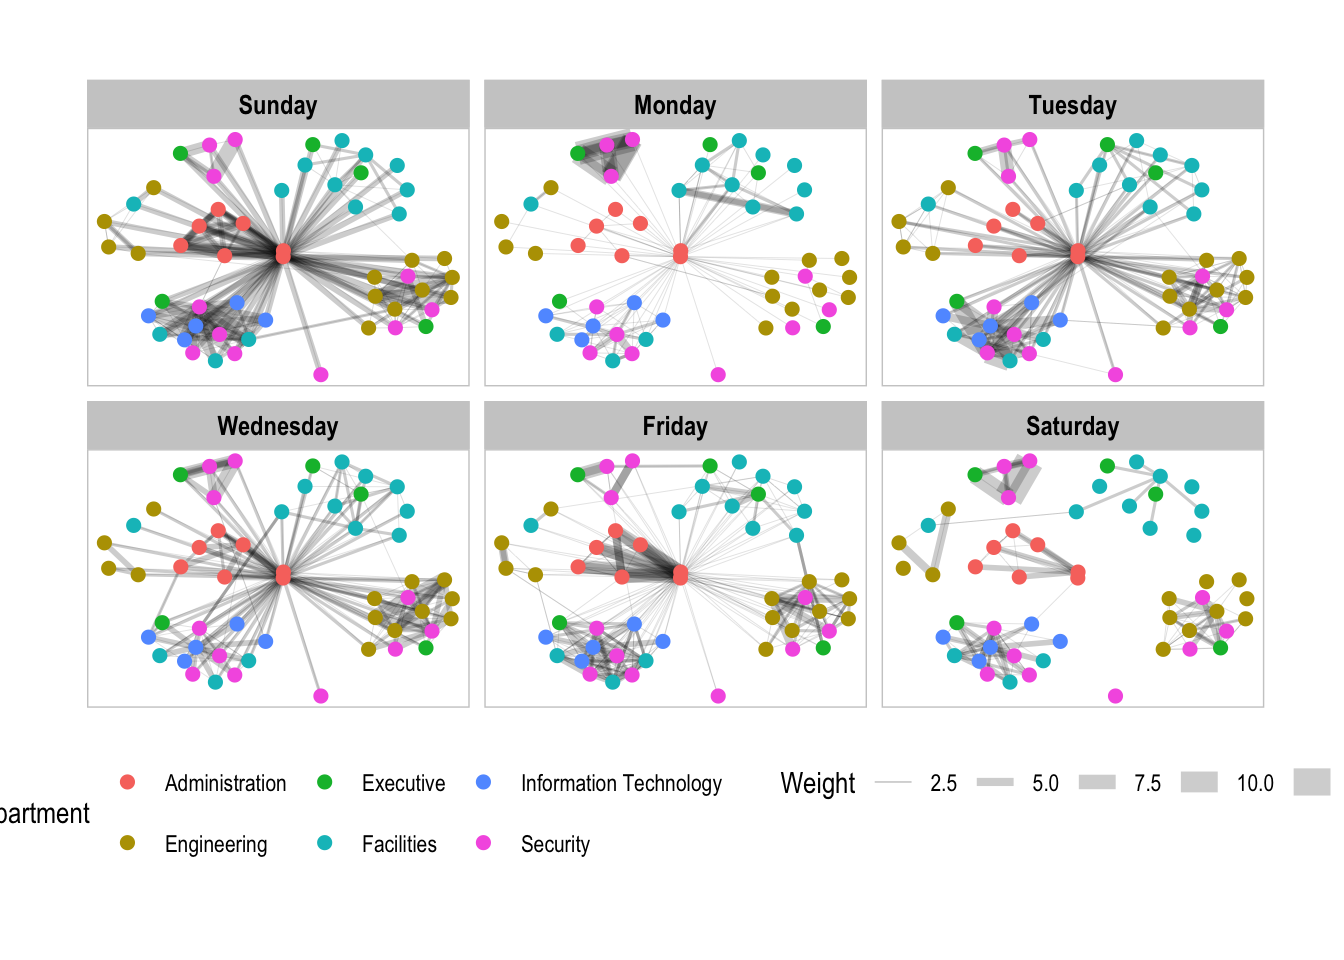 Sunday Monday Tuesday
Wednesday Friday Saturday
Administration Executive Information Technology Weight 2.5 5.0 7.5 10.0
partment
Engineering Facilities Security